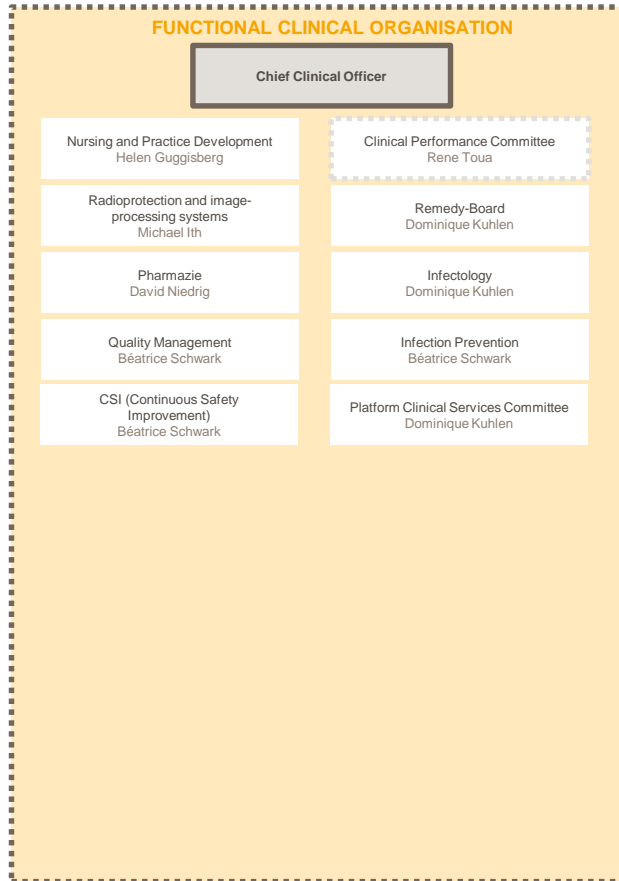 FUNCTIONAL CLINICAL ORGANISATION
Chief Clinical Officer
Nursing and Practice Development
Helen Guggisberg
Clinical Performance Committee
Rene Toua
Radioprotection and image-
processing systems
Michael Ith
Remedy-Board
Dominique Kuhlen
Pharmazie
David Niedrig
Infectology
Dominique Kuhlen
Quality Management
Béatrice Schwark
Infection Prevention
Béatrice Schwark
CSI (Continuous Safety
Improvement)
Béatrice Schwark
Platform Clinical Services Committee
Dominique Kuhlen